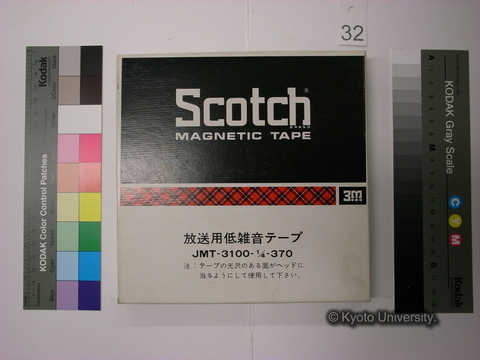 32
Kodak
KODAK Color Control Patches
Blue
Black
Scotch®
BRAND
MAGNETIC TAPE
3M
放送用低雑音テープ
JMT-3100-¼-370
注：テープの光沢のある面がヘッドに
当るようにして使用して下さい。
A
M
B
KODAK Gray Scale
C Y M
Kodak
© Kyoto University.